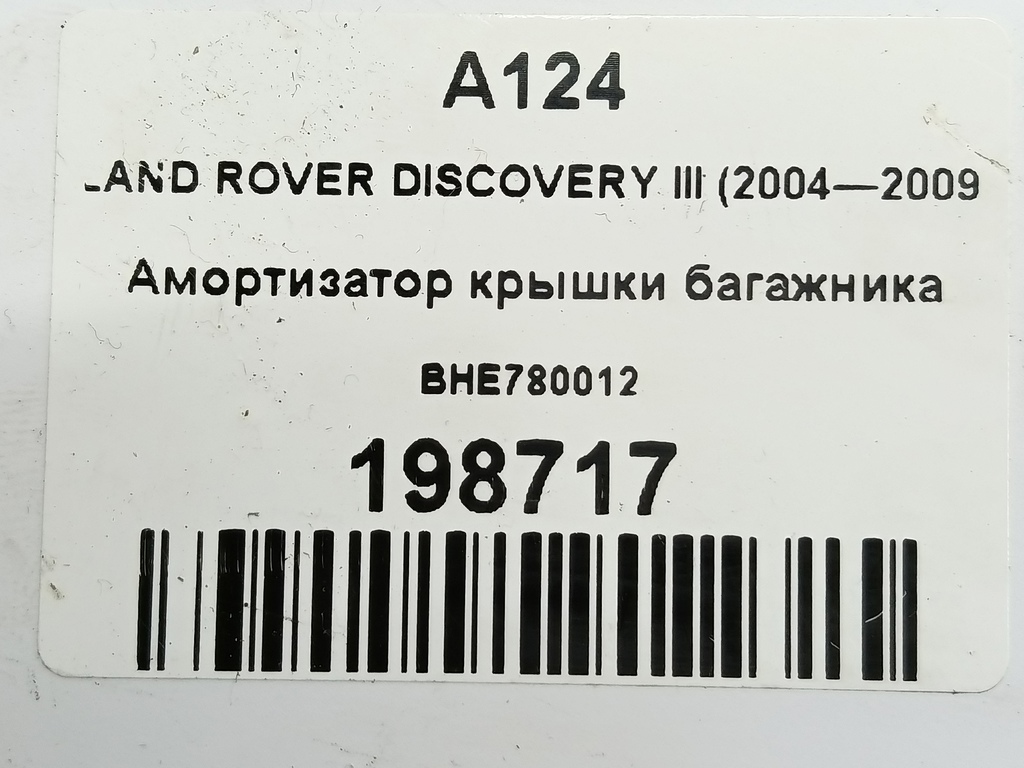 A124
LAND ROVER DISCOVERY III (2004—2009
Амортизатор крышки багажника
BHE780012
198717